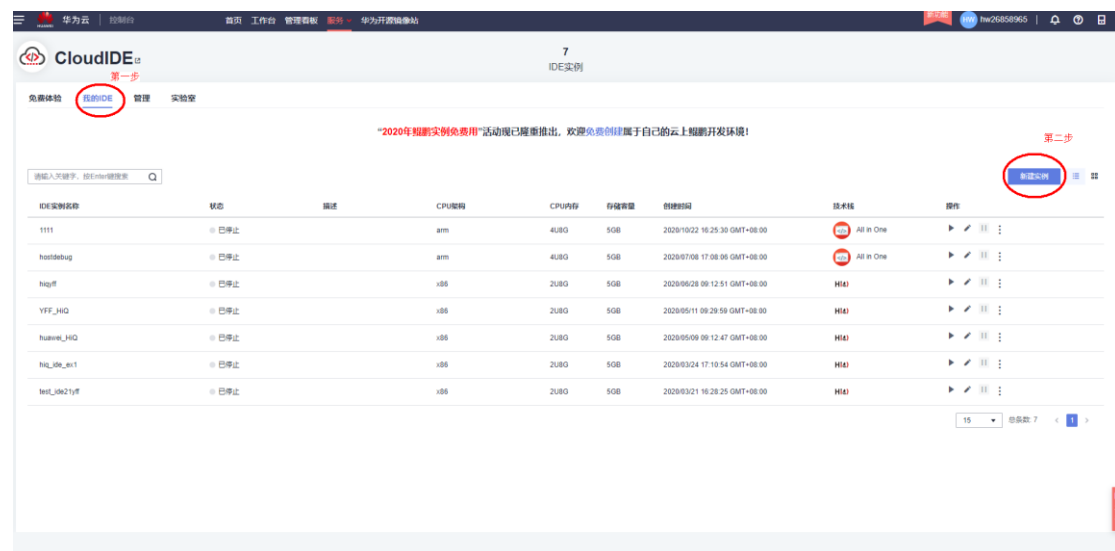 华为云 | 控制台 首页 工作台 管理看板 服务 华为开源镜像站 hw26858965
CloudIDE
7
IDE实例
第一步
免费体验 我的IDE 管理 实验室
“2020年鲲鹏实例免费用”活动现已隆重推出，欢迎免费创建属于自己的云上鲲鹏开发环境！
第二步
请输入关键字，按Enter键搜索 新建实例
IDE实例名称 状态 描述 CPU架构 CPU内存 存储容量 创建时间 技术栈 操作
1111 已停止 arm 4U8G 5GB 2020/10/22 16:25:30 GMT+08:00 All in One
hostdebug 已停止 arm 4U8G 5GB 2020/07/08 17:08:06 GMT+08:00 All in One
hiqyff 已停止 x86 2U8G 5GB 2020/06/28 09:12:51 GMT+08:00
YFF_HiQ 已停止 x86 2U8G 5GB 2020/05/11 09:29:59 GMT+08:00
huawei_HiQ 已停止 x86 2U8G 5GB 2020/05/09 09:12:47 GMT+08:00
hiq_ide_ex1 已停止 x86 2U8G 5GB 2020/03/24 17:10:54 GMT+08:00
test_ide21yff 已停止 x86 2U8G 5GB 2020/03/21 16:28:25 GMT+08:00
15 总条数: 7 < 1 >